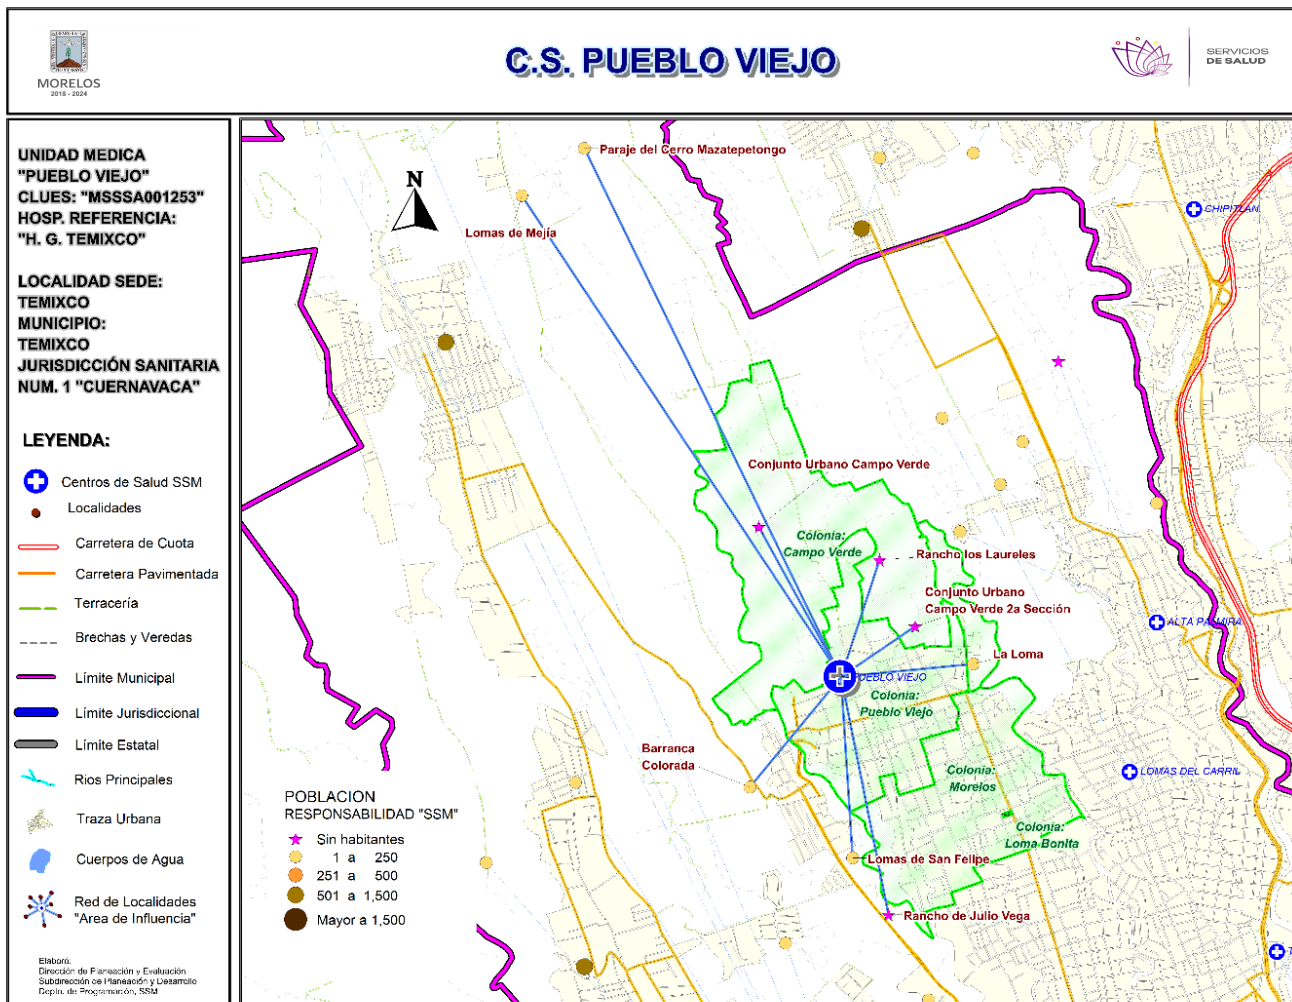 MORELOS
2018 - 2024
C.S. PUEBLO VIEJO
SERVICIOS
DE SALUD
UNIDAD MEDICA
"PUEBLO VIEJO"
CLUES: "MSSSA001253"
HOSP. REFERENCIA:
"H. G. TEMIXCO"
LOCALIDAD SEDE:
TEMIXCO
MUNICIPIO:
TEMIXCO
JURISDICCIÓN SANITARIA
NUM. 1 "CUERNAVACA"
LEYENDA:
Centros de Salud SSM
Localidades
Carretera de Cuota
Carretera Pavimentada
Terracería
Brechas y Veredas
Límite Municipal
Límite Jurisdiccional
Límite Estatal
Rios Principales
Traza Urbana
Cuerpos de Agua
Red de Localidades
"Area de Influencia"
Elaboró:
Dirección de Planeación y Evaluación
Subdirección de Planeación y Desarrollo
Depto. de Programación, SSM
N
Paraje del Cerro Mazatepetongo
Lomas de Mejía
CHIPITLAN
Conjunto Urbano Campo Verde
Colonia:
Campo Verde
Rancho los Laureles
Conjunto Urbano
Campo Verde 2a Sección
ALTA PALMIRA
La Loma
PUEBLO VIEJO
Colonia:
Pueblo Viejo
Barranca
Colorada
Colonia:
Morelos
LOMAS DEL CARRIL
Colonia:
Loma Bonita
Lomas de San Felipe
Rancho de Julio Vega
POBLACION
RESPONSABILIDAD "SSM"
Sin habitantes
1 a 250
251 a 500
501 a 1,500
Mayor a 1,500